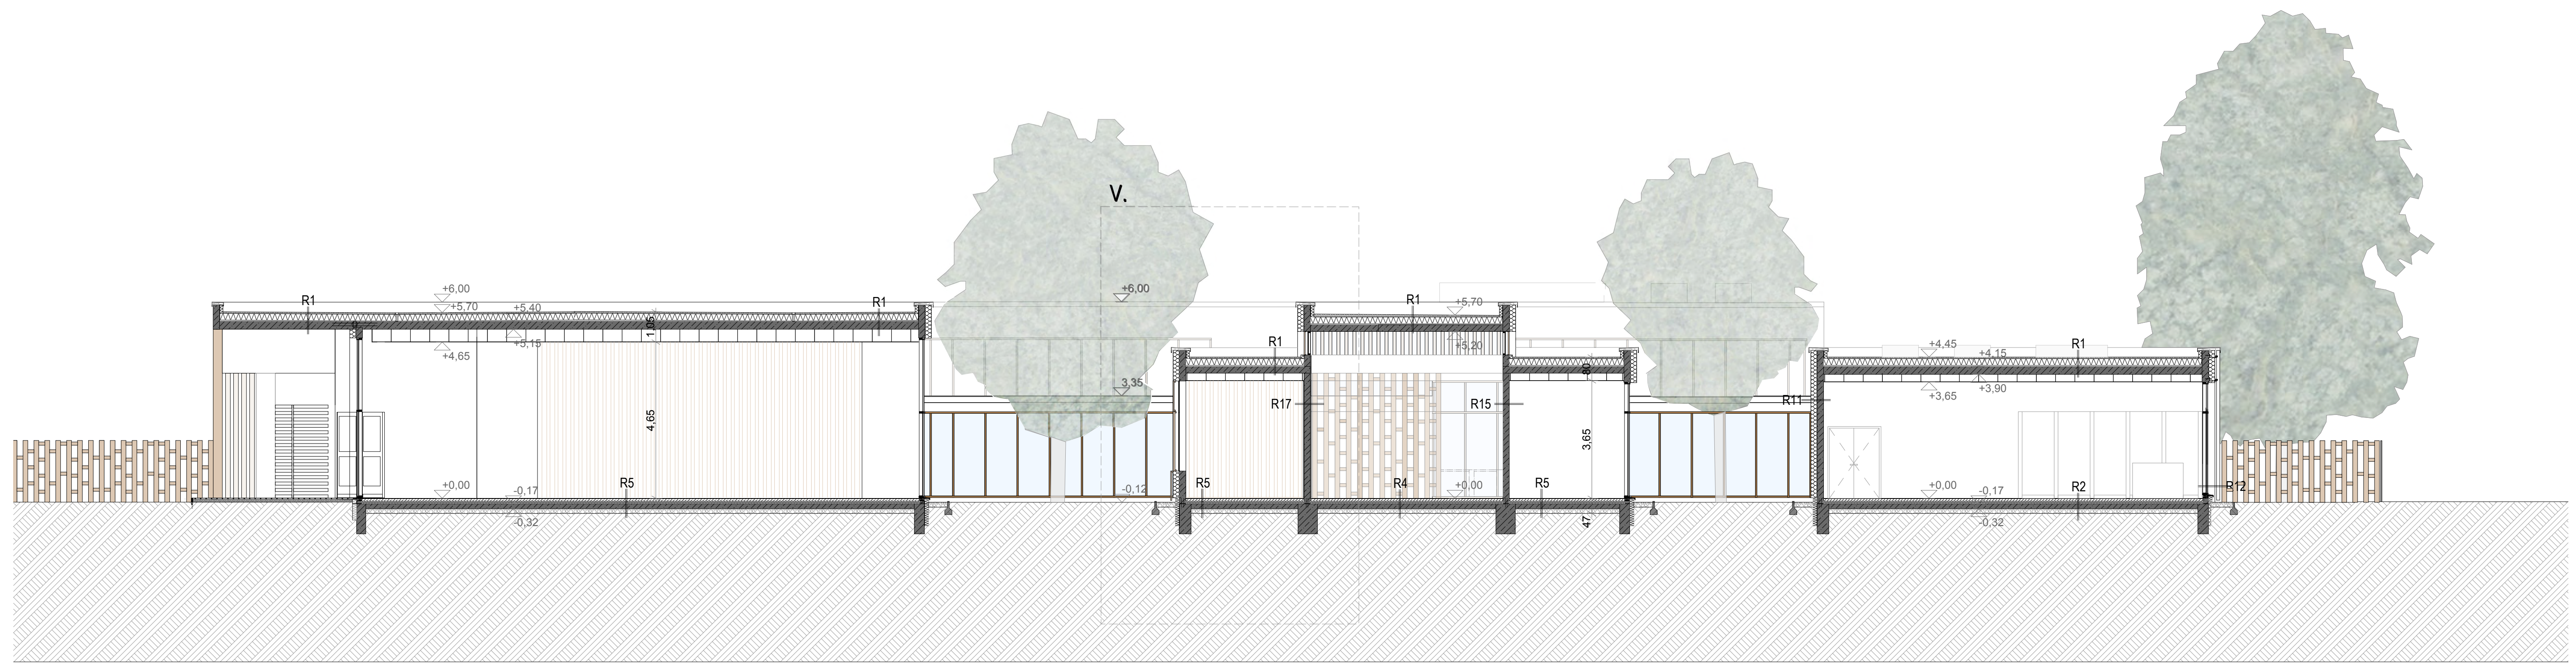 V.
+6,00
+5,70
+5,40
R1
R1
1,05
+5,15
+4,65
4,65
+0,00
-0,17
-0,32
R5
+6,00
3,35
-0,12
R1
R17
R5
R1
+5,70
+5,20
R15
R4
+0,00
R5
80
3,65
47
R11
+4,45
+4,15
R1
+3,90
+3,65
+0,00
-0,17
-0,32
R2
R12